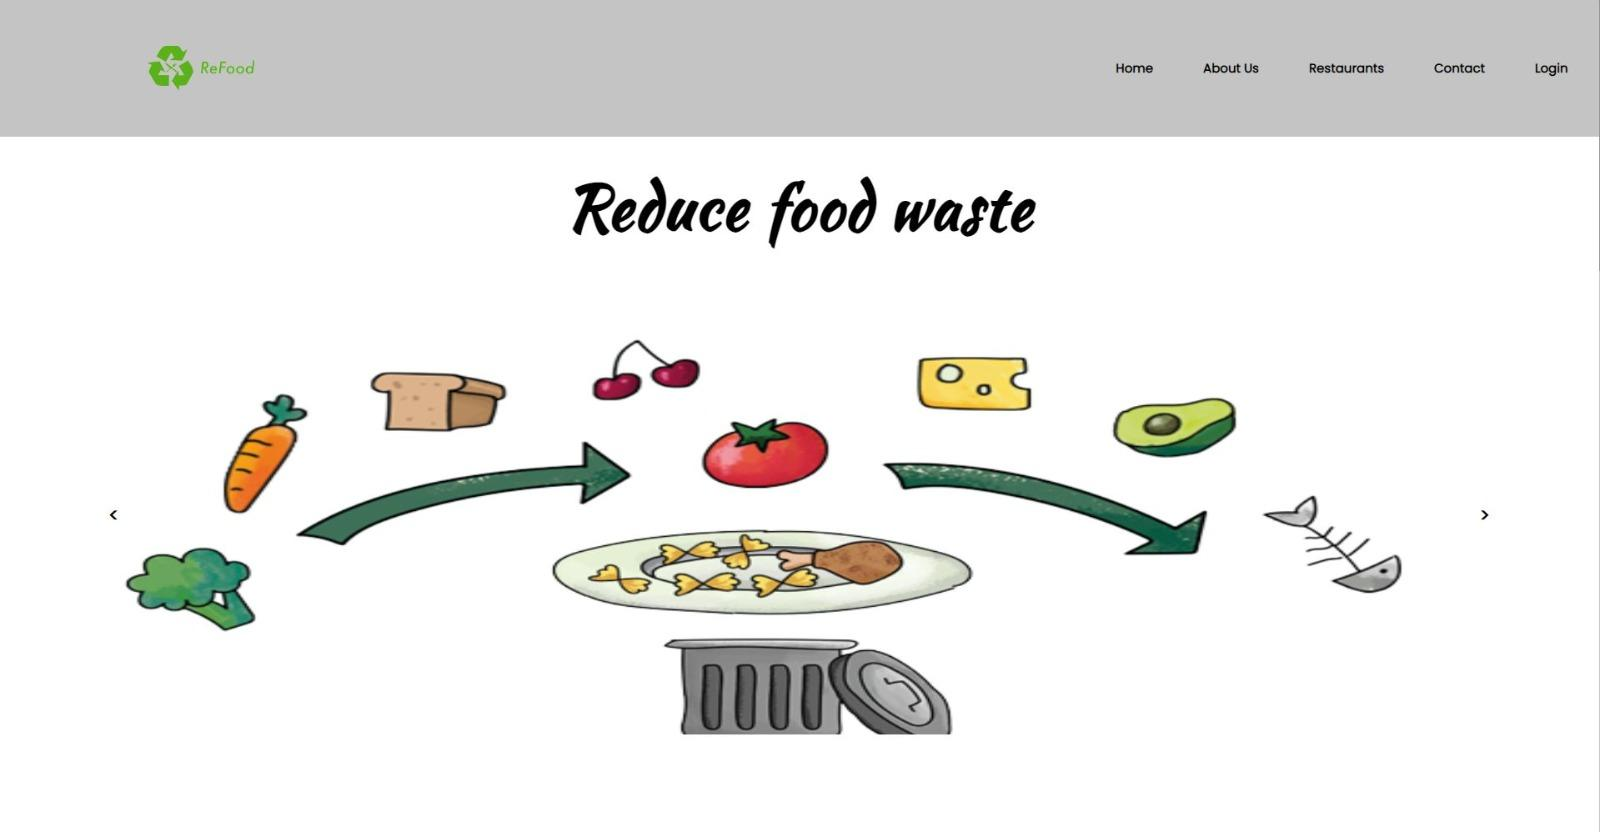 ReFood
Home About Us Restaurants Contact Login
Reduce food waste
< >